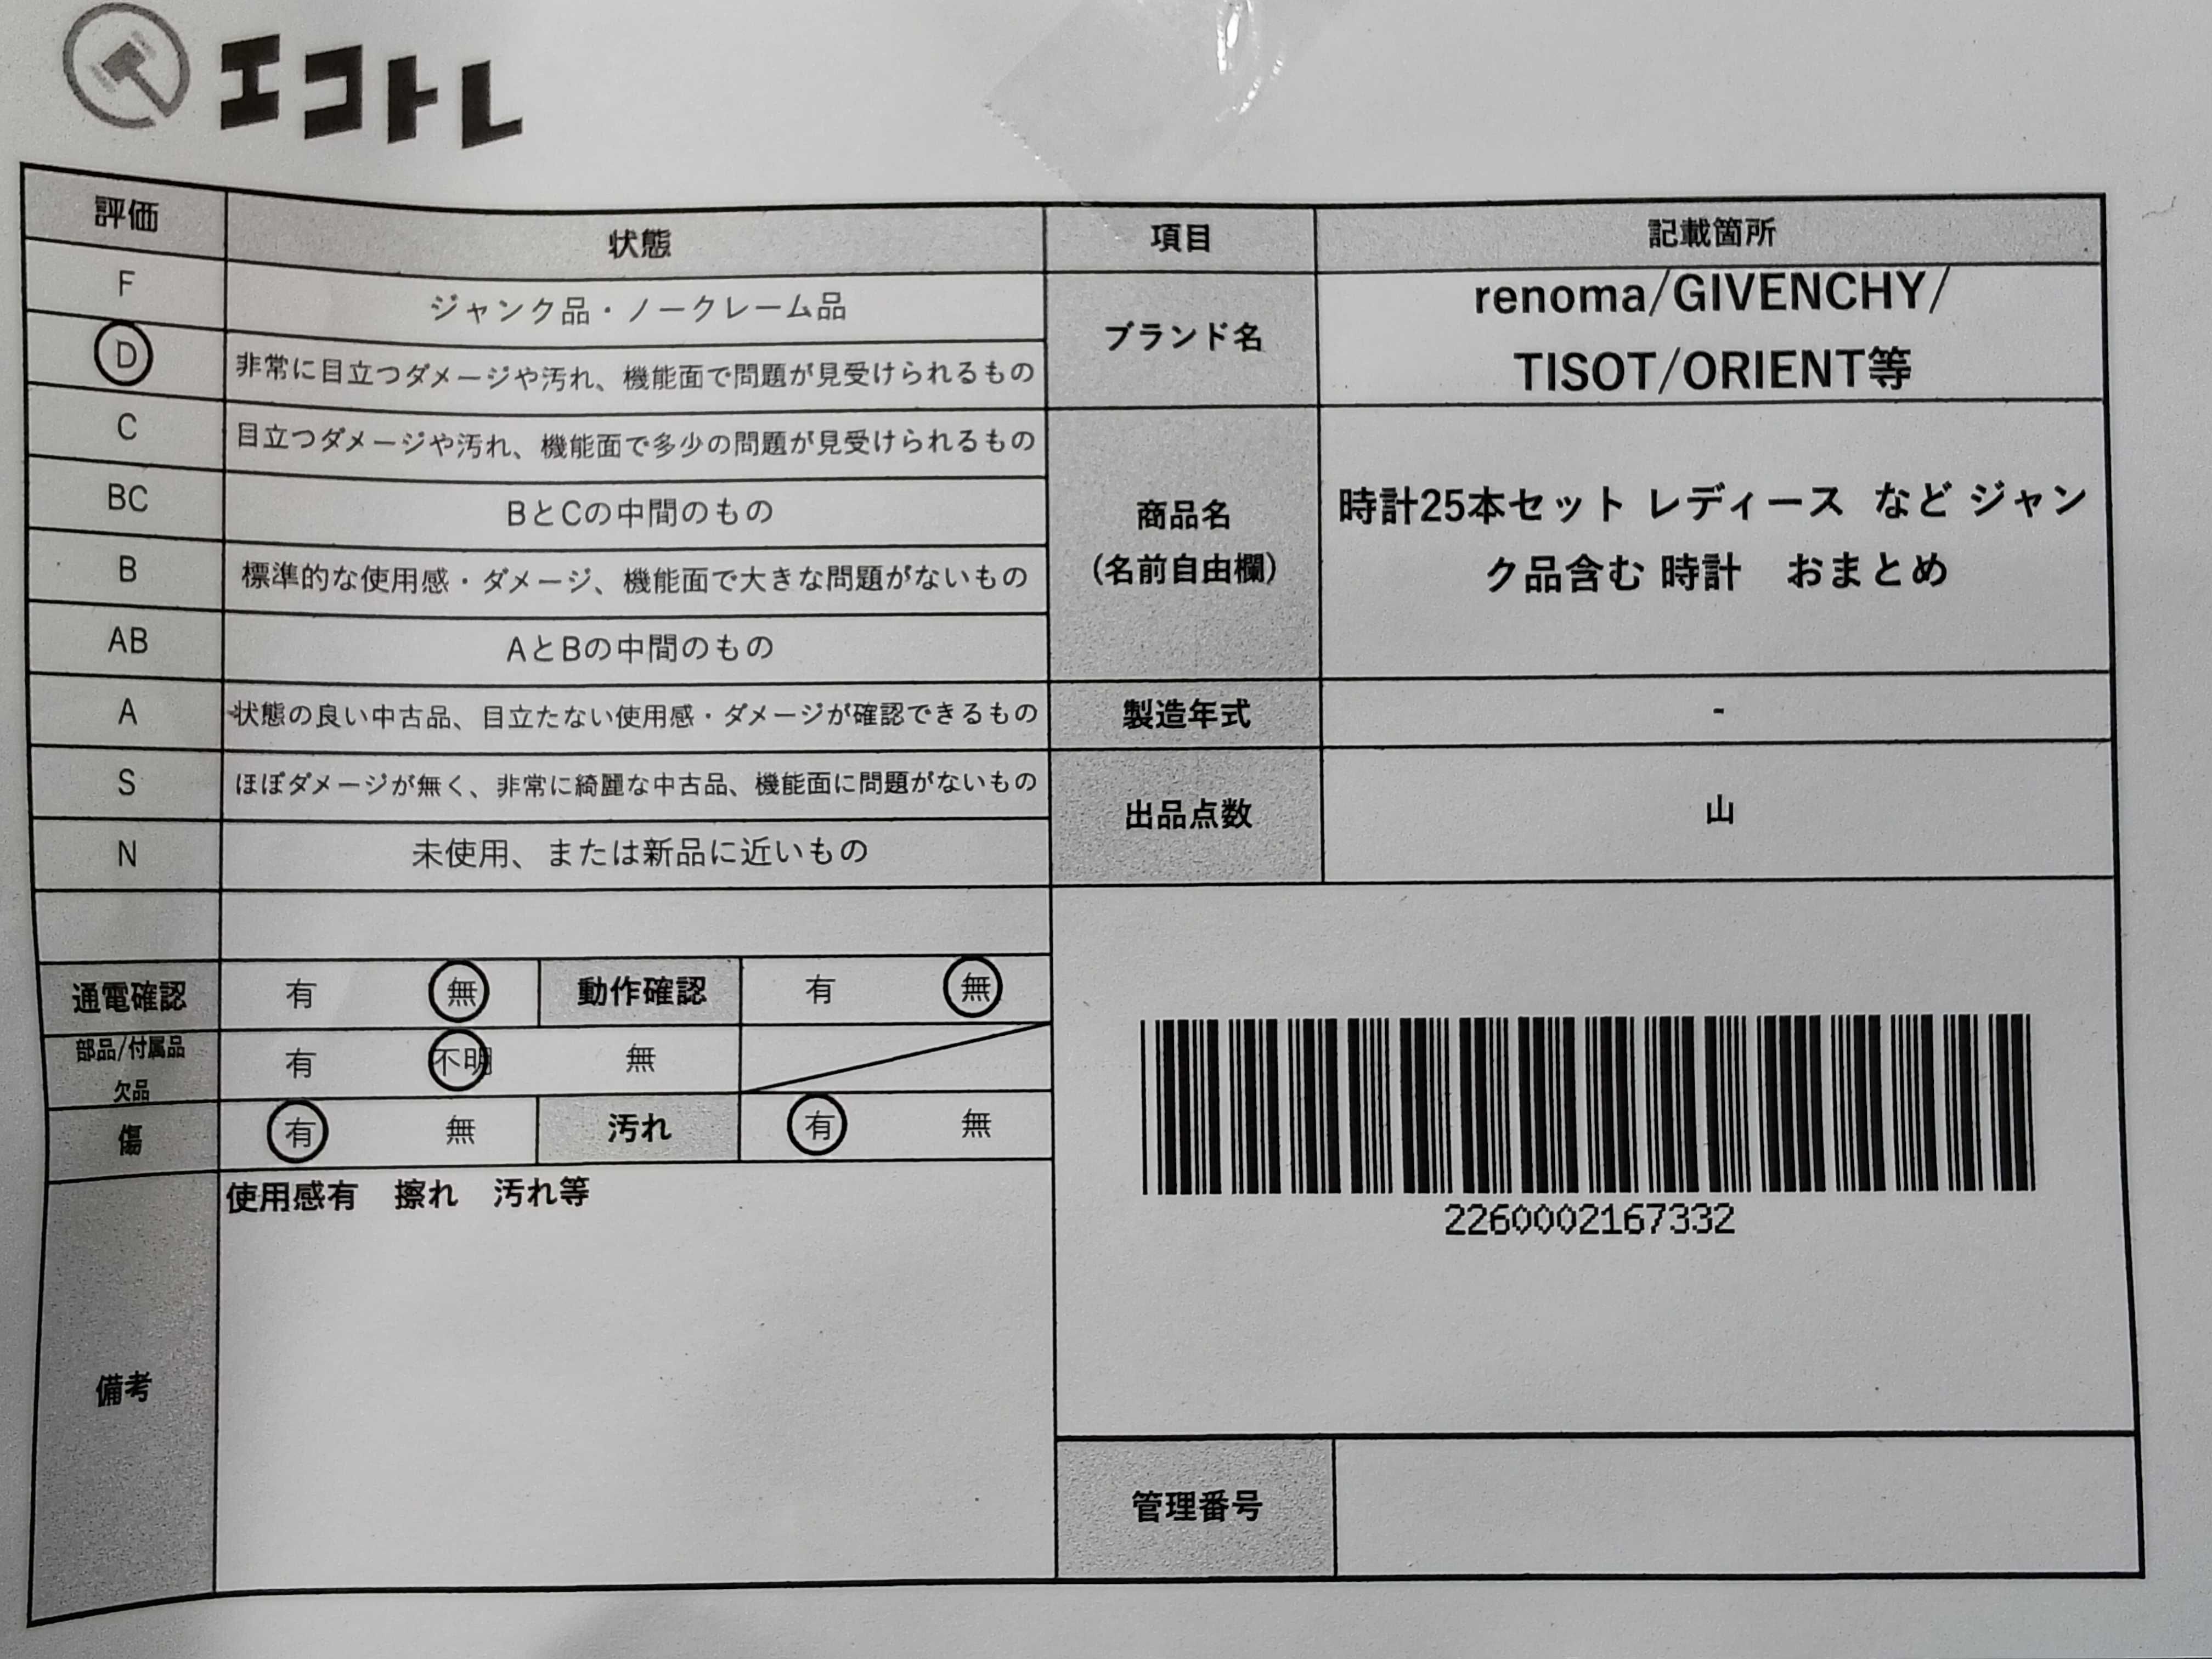 エコトレ
評価 状態 項目 記載箇所
F ジャンク品・ノークレーム品
D 非常に目立つダメージや汚れ、機能面で問題が見受けられるもの
C 目立つダメージや汚れ、機能面で多少の問題が見受けられるもの
BC BとCの中間のもの
B 標準的な使用感・ダメージ、機能面で大きな問題がないもの
AB AとBの中間のもの
A 状態の良い中古品、目立たない使用感・ダメージが確認できるもの
S ほぼダメージが無く、非常に綺麗な中古品、機能面に問題がないもの
N 未使用、または新品に近いもの
ブランド名
renoma/GIVENCHY/
TISOT/ORIENT等
商品名
(名前自由欄)
時計25本セット レディース など ジャン
ク品含む 時計　おまとめ
製造年式 -
出品点数 山
通電確認 有 無 動作確認 有 無
部品/付属品
欠品
有 不明 無
傷 有 無 汚れ 有 無
備考
使用感有　擦れ　汚れ等
2260002167332
管理番号